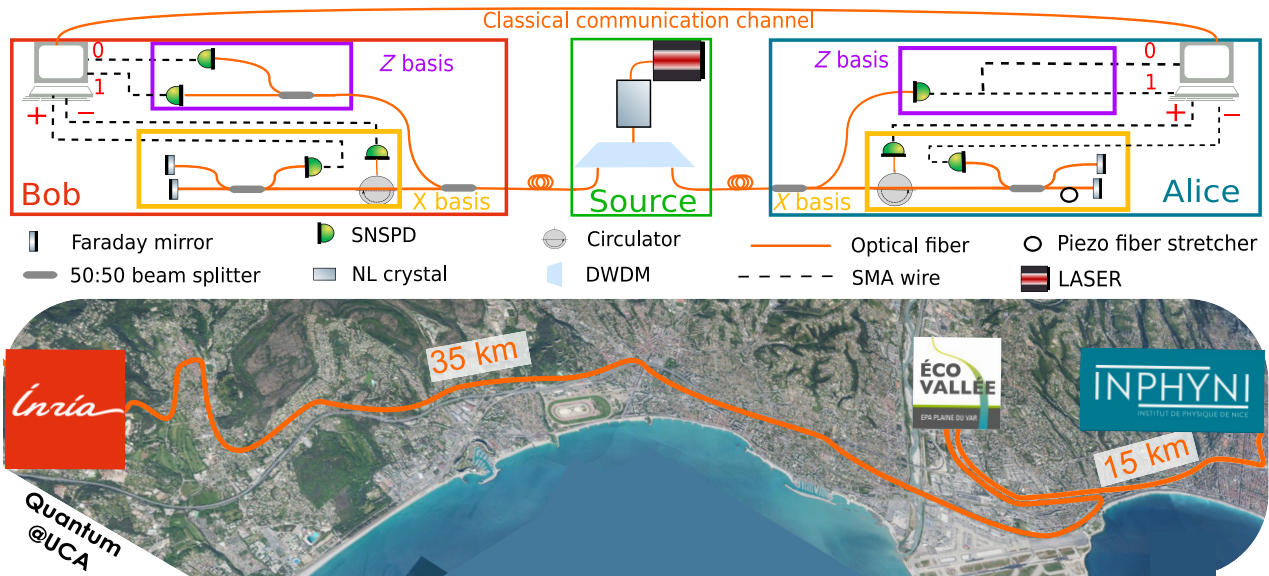 Classical communication channel
0
1
+
−
Z basis
X basis
Bob
Source
Z basis
0
1
+
−
X basis
Alice
Faraday mirror
SNSPD
Circulator
Optical fiber
Piezo fiber stretcher
50:50 beam splitter
NL crystal
DWDM
SMA wire
LASER
Inría
35 km
ÉCO
VALLÉE
EPA PLAINE DU VAR
INPHYNI
INSTITUT DE PHYSIQUE DE NICE
15 km
Quantum
@UCA